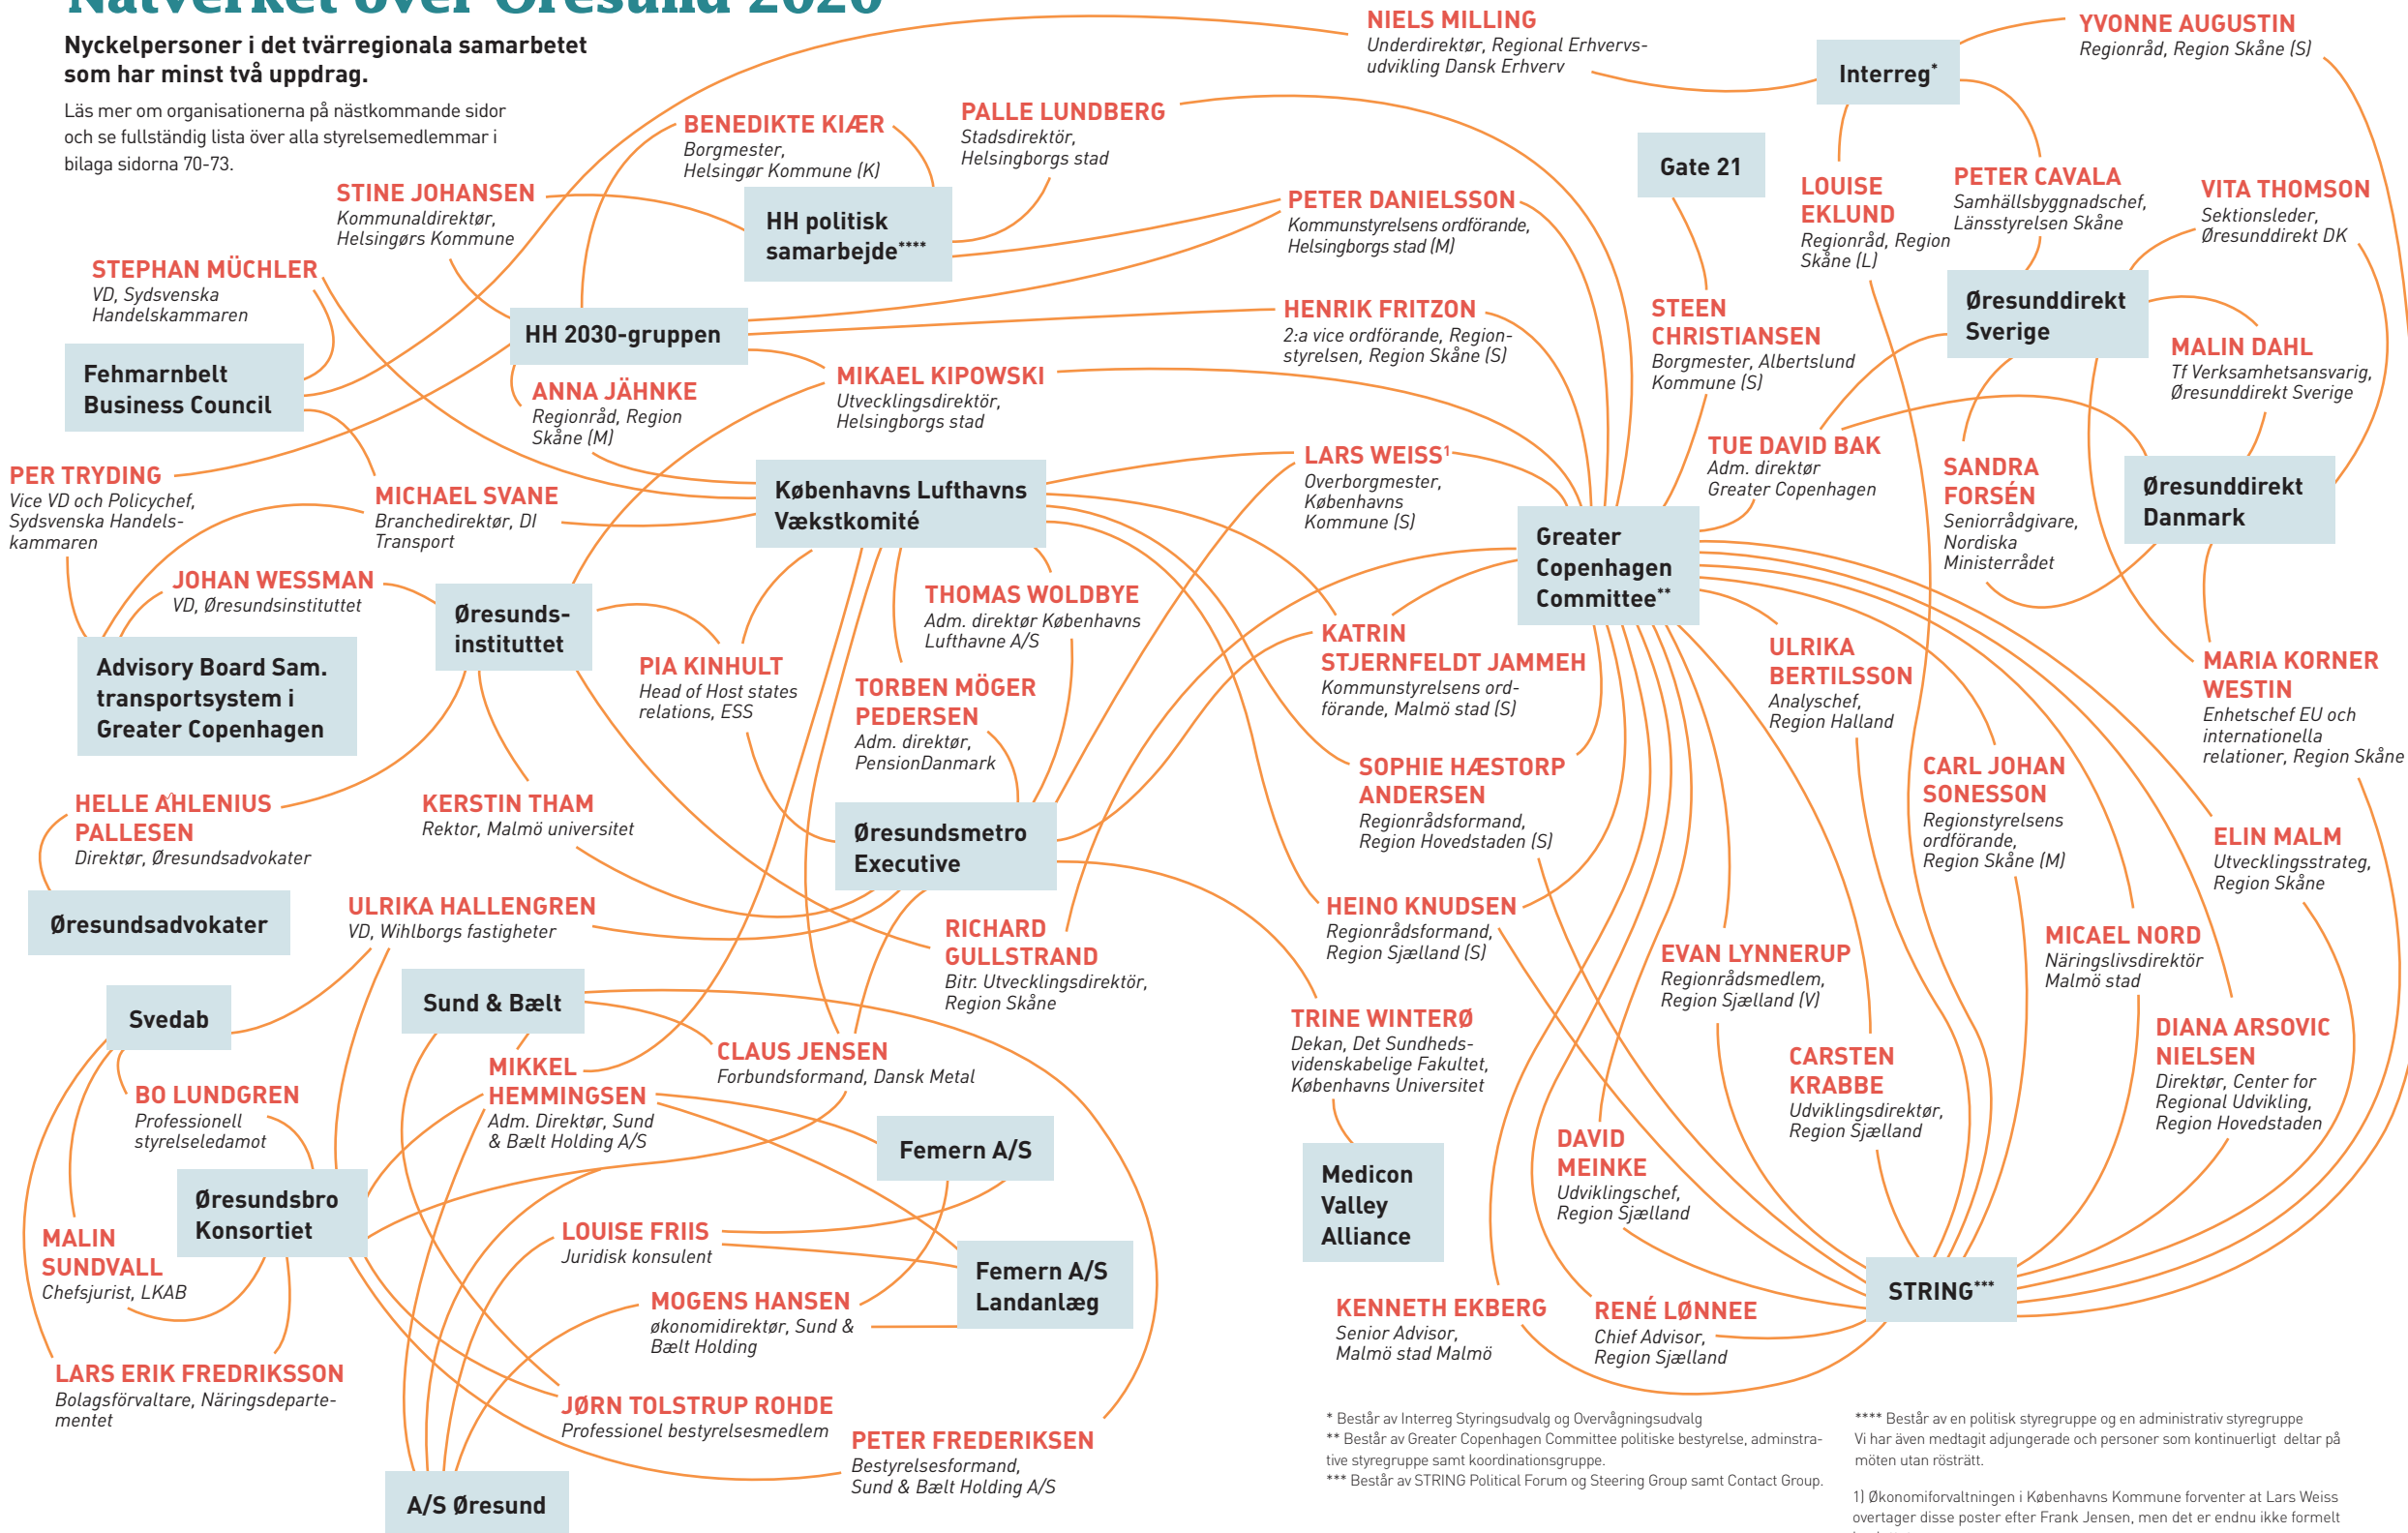 Nätverket över Øresund 2020
Nyckelpersoner i det tvärregionala samarbetet
som har minst två uppdrag.
Läs mer om organisationerna på nästkommande sidor
och se fullständig lista över alla styrelsemedlemmar i
bilaga sidorna 70-73.
NIELS MILLING
Underdirektør, Regional Erhvervs-
udvikling Dansk Erhverv
Interreg*
YVONNE AUGUSTIN
Regionråd, Region Skåne (S)
BENEDIKTE KIÆR
Borgmester,
Helsingør Kommune (K)
PALLE LUNDBERG
Stadsdirektör,
Helsingborgs stad
Gate 21
STINE JOHANSEN
Kommunaldirektør,
Helsingørs Kommune
HH politisk
samarbejde****
PETER DANIELSSON
Kommunstyrelsens ordförande,
Helsingborgs stad (M)
LOUISE
EKLUND
Regionråd, Region
Skåne (L)
PETER CAVALA
Samhällsbyggnadschef,
Länsstyrelsen Skåne
VITA THOMSON
Sektionsleder,
Øresunddirekt DK
STEPHAN MÜCHLER
VD, Sydsvenska
Handelskammaren
HH 2030-gruppen
HENRIK FRITZON
2:a vice ordförande, Region-
styrelsen, Region Skåne (S)
STEEN
CHRISTIANSEN
Borgmester, Albertslund
Kommune (S)
Øresunddirekt
Sverige
MALIN DAHL
Tf Verksamhetsansvarig,
Øresunddirekt Sverige
Fehmarnbelt
Business Council
ANNA JÄHNKE
Regionråd, Region
Skåne (M)
MIKAEL KIPOWSKI
Utvecklingsdirektör,
Helsingborgs stad
PER TRYDING
Vice VD och Policychef,
Sydsvenska Handels-
kammaren
MICHAEL SVANE
Branchedirektør, DI
Transport
Københavns Lufthavns
Vækstkomité
LARS WEISS1
Overborgmester,
Københavns
Kommune (S)
TUE DAVID BAK
Adm. direktør
Greater Copenhagen
SANDRA
FORSÉN
Seniorrådgivare,
Nordiska
Ministerrådet
Øresunddirekt
Danmark
Greater
Copenhagen
Committee**
JOHAN WESSMAN
VD, Øresundsinstituttet
Øresunds-
instituttet
THOMAS WOLDBYE
Adm. direktør Københavns
Lufthavne A/S
Advisory Board Sam.
transportsystem i
Greater Copenhagen
PIA KINHULT
Head of Host states
relations, ESS
TORBEN MÖGER
PEDERSEN
Adm. direktør,
PensionDanmark
KATRIN
STJERNFELDT JAMMEH
Kommunstyrelsens ord-
förande, Malmö stad (S)
ULRIKA
BERTILSSON
Analyschef,
Region Halland
MARIA KORNER
WESTIN
Enhetschef EU och
internationella
relationer, Region Skåne
HELLE AHLENIUS
PALLESEN
Direktør, Øresundsadvokater
KERSTIN THAM
Rektor, Malmö universitet
Øresundsmetro
Executive
SOPHIE HÆSTORP
ANDERSEN
Regionrådsformand,
Region Hovedstaden (S)
CARL JOHAN
SONESSON
Regionstyrelsens
ordförande,
Region Skåne (M)
ELIN MALM
Utvecklingsstrateg,
Region Skåne
Øresundsadvokater
ULRIKA HALLENGREN
VD, Wihlborgs fastigheter
RICHARD
GULLSTRAND
Bitr. Utvecklingsdirektör,
Region Skåne
HEINO KNUDSEN
Regionrådsformand,
Region Sjælland (S)
EVAN LYNNERUP
Regionrådsmedlem,
Region Sjælland (V)
MICAEL NORD
Näringslivsdirektör
Malmö stad
Svedab
Sund & Bælt
TRINE WINTERØ
Dekan, Det Sundheds-
videnskabelige Fakultet,
Københavns Universitet
CARSTEN
KRABBE
Udviklingsdirektør,
Region Sjælland
DIANA ARSOVIC
NIELSEN
Direktør, Center for
Regional Udvikling,
Region Hovedstaden
BO LUNDGREN
Professionell
styrelseledamot
MIKKEL
HEMMINGSEN
Adm. Direktør, Sund
& Bælt Holding A/S
CLAUS JENSEN
Forbundsformand, Dansk Metal
Femern A/S
DAVID
MEINKE
Udviklingschef,
Region Sjælland
Medicon
Valley
Alliance
Øresundsbro
Konsortiet
MALIN
SUNDVALL
Chefsjurist, LKAB
LOUISE FRIIS
Juridisk konsulent
Femern A/S
Landanlæg
STRING***
MOGENS HANSEN
økonomidirektør, Sund &
Bælt Holding
KENNETH EKBERG
Senior Advisor,
Malmö stad Malmö
RENÉ LØNNEE
Chief Advisor,
Region Sjælland
LARS ERIK FREDRIKSSON
Bolagsförvaltare, Näringsdeparte-
mentet
JØRN TOLSTRUP ROHDE
Professionel bestyrelsesmedlem
PETER FREDERIKSEN
Bestyrelsesformand,
Sund & Bælt Holding A/S
A/S Øresund
* Består av Interreg Styringsudvalg og Overvågningsudvalg
** Består av Greater Copenhagen Committee politiske bestyrelse, adminstra-
tive styregruppe samt koordinationsgruppe.
*** Består av STRING Political Forum og Steering Group samt Contact Group.
**** Består av en politisk styregruppe og en administrativ styregruppe
Vi har även medtagit adjungerade och personer som kontinuerligt deltar på
möten utan rösträtt.
1) Økonomiforvaltningen i Københavns Kommune forventer at Lars Weiss
overtager disse poster efter Frank Jensen, men det er endnu ikke formelt